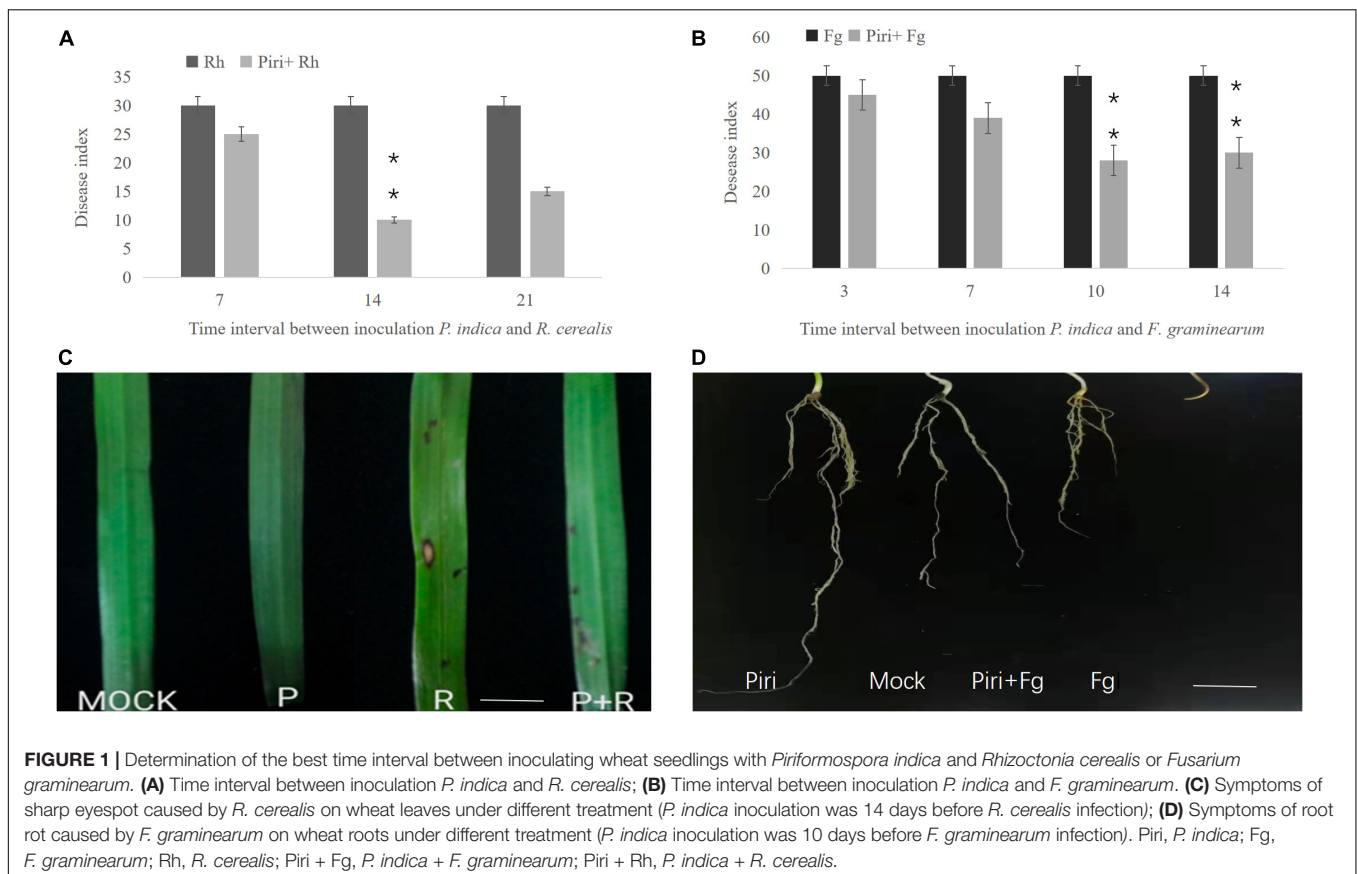 A
Rh Piri+ Rh
35
30
25
20
15
10
5
0
Disease index
*
*
7 14 21
Time interval between inoculation P. indica and R. cerealis
B
Fg Piri+ Fg
60
50
40
30
20
10
0
Desease index
* *
* *
3 7 10 14
Time interval between inoculation P. indica and F. graminearum
C
MOCK P R P+R
D
Piri Mock Piri+Fg Fg
FIGURE 1 | Determination of the best time interval between inoculating wheat seedlings with Piriformospora indica and Rhizoctonia cerealis or Fusarium
graminearum. (A) Time interval between inoculation P. indica and R. cerealis; (B) Time interval between inoculation P. indica and F. graminearum. (C) Symptoms of
sharp eyespot caused by R. cerealis on wheat leaves under different treatment (P. indica inoculation was 14 days before R. cerealis infection); (D) Symptoms of root
rot caused by F. graminearum on wheat roots under different treatment (P. indica inoculation was 10 days before F. graminearum infection). Piri, P. indica; Fg,
F. graminearum; Rh, R. cerealis; Piri + Fg, P. indica + F. graminearum; Piri + Rh, P. indica + R. cerealis.